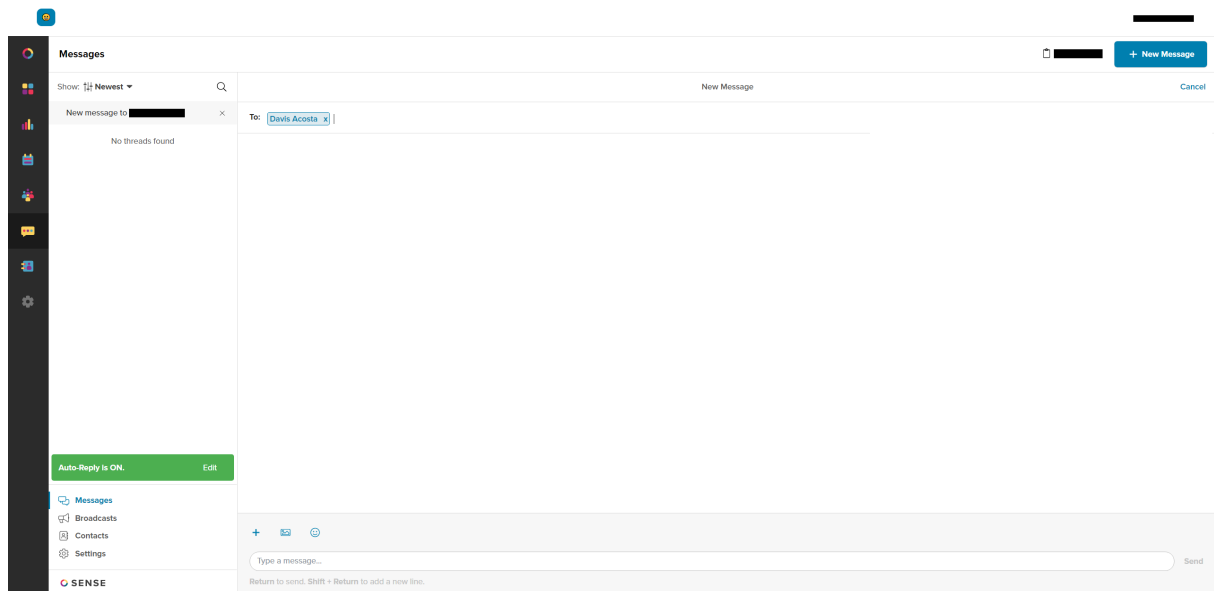 Messages
+ New Message
Show: Newest
New Message
Cancel
New message to
To: Davis Acosta x
No threads found
Auto-Reply is ON. Edit
Messages
Broadcasts
Contacts
Settings
SENSE
Type a message...
Send
Return to send. Shift + Return to add a new line.